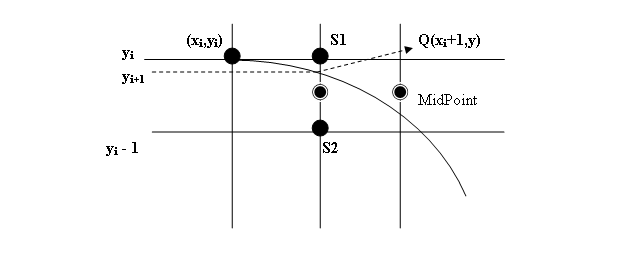 (xᵢ,yᵢ) S1 Q(xᵢ+1,y)
yᵢ
yᵢ₊₁
MidPoint
yᵢ - 1 S2